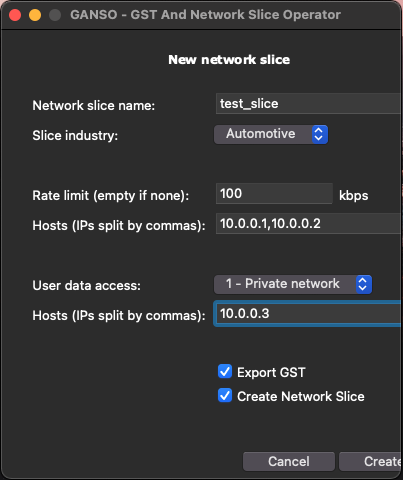 GANSO - GST And Network Slice Operator
New network slice
Network slice name: test_slice
Slice industry: Automotive
Rate limit (empty if none): 100 kbps
Hosts (IPs split by commas): 10.0.0.1,10.0.0.2
User data access: 1 - Private network
Hosts (IPs split by commas): 10.0.0.3
Export GST
Create Network Slice
Cancel Create